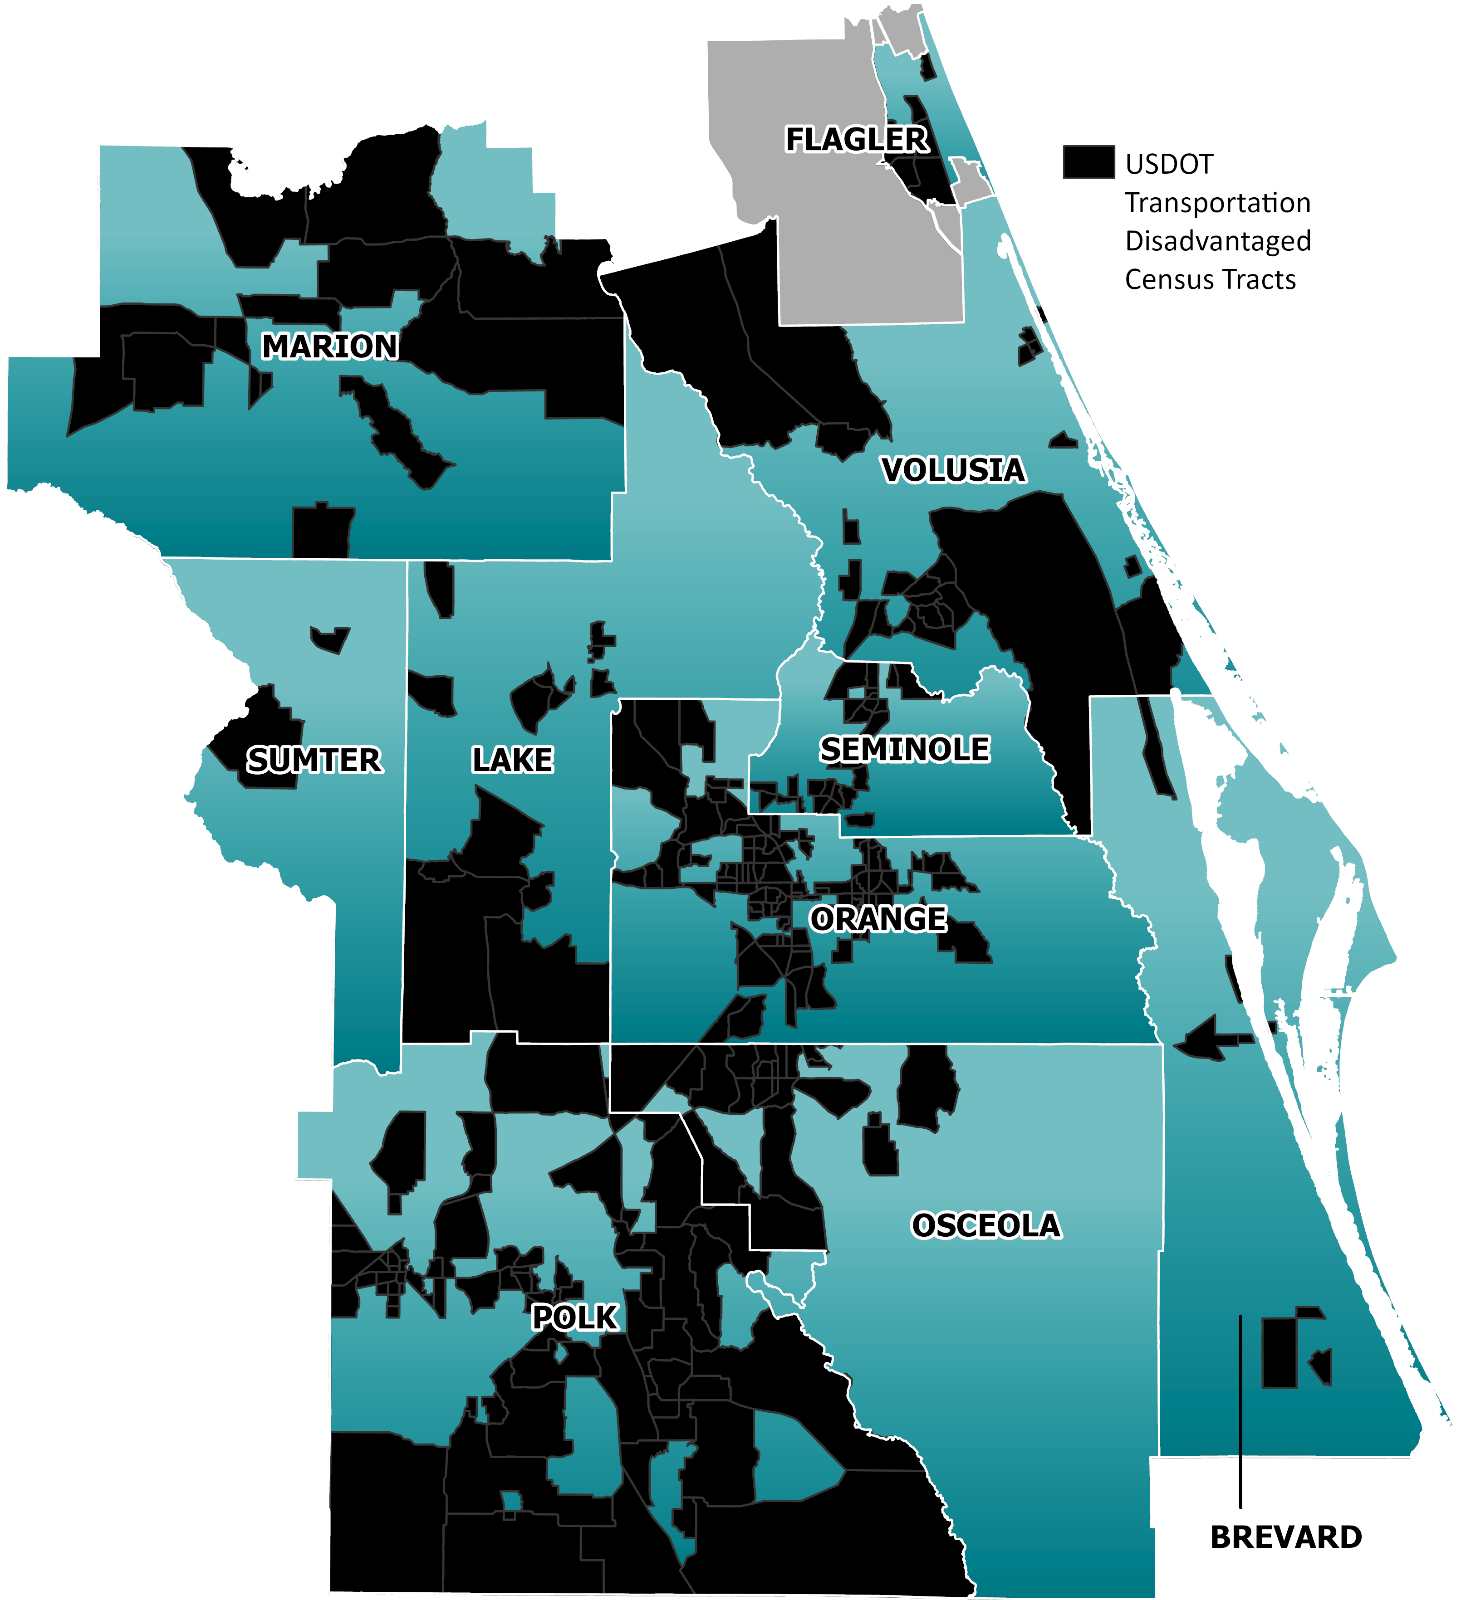 FLAGLER
USDOT
Transportation
Disadvantaged
Census Tracts
MARION
VOLUSIA
SEMINOLE
SUMTER
LAKE
ORANGE
OSCEOLA
POLK
BREVARD